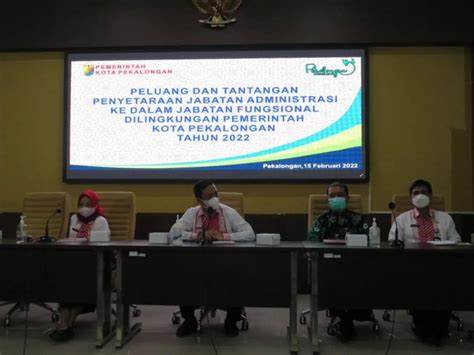 PEMERINTAH
KOTA PEKALONGAN
PELUANG DAN TANTANGAN
PENYETARAAN JABATAN ADMINISTRASI
KE DALAM JABATAN FUNGSIONAL
DILINGKUNGAN PEMERINTAH
KOTA PEKALONGAN
TAHUN 2022
Pekalongan,15 Februari 2022